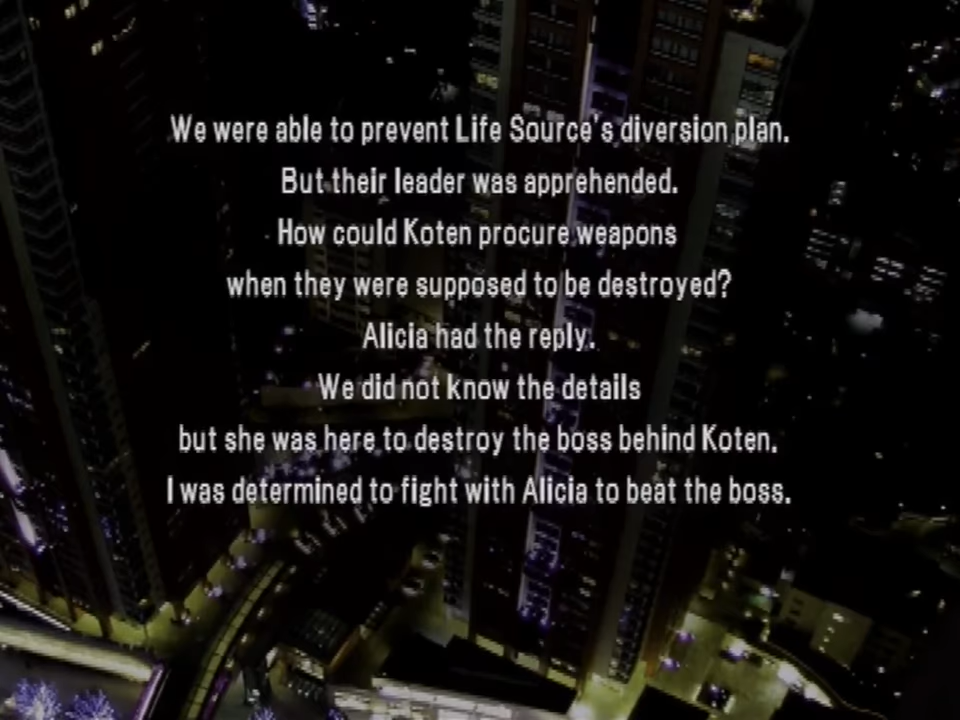 We were able to prevent Life Source's diversion plan.
But their leader was apprehended.
How could Koten procure weapons
when they were supposed to be destroyed?
Alicia had the reply.
We did not know the details
but she was here to destroy the boss behind Koten.
I was determined to fight with Alicia to beat the boss.